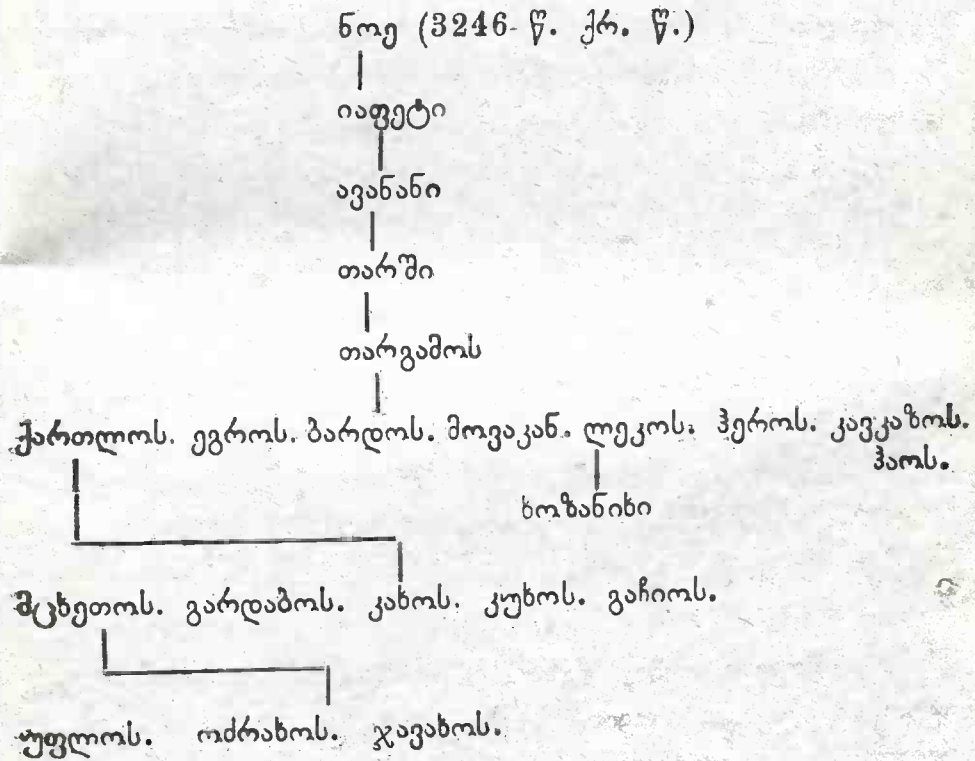 ნოე (3246 წ. ქრ. წ.)
იაფეტი
ავანანი
თარში
თარგამოს
ქართლოს. ეგროს. ბარდოს. მოვაკან. ლეკოს. ჰეროს. კავკაზოს.
ჰაოს.
ხოზანიხი
მცხეთოს. გარდაბოს. კახოს. კუხოს. გაჩიოს.
უფლოს. ოძრახოს. ჯავახოს.